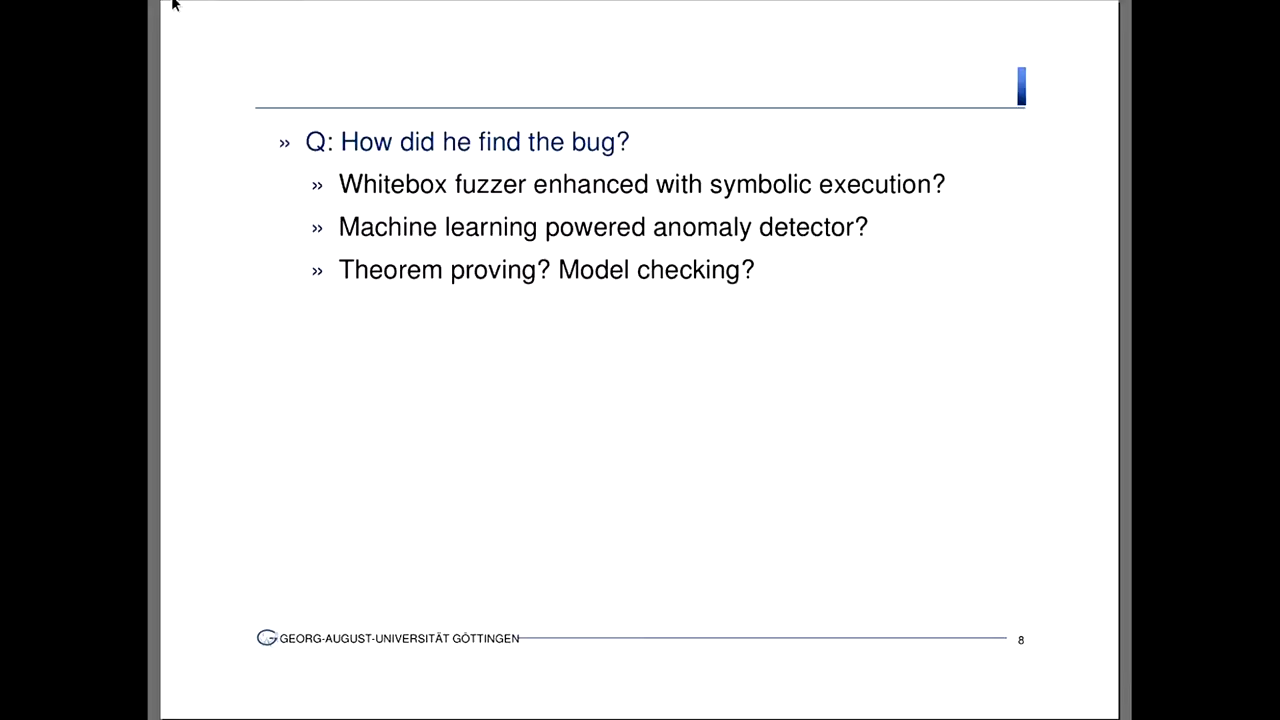 » Q: How did he find the bug?
» Whitebox fuzzer enhanced with symbolic execution?
» Machine learning powered anomaly detector?
» Theorem proving? Model checking?
GEORG-AUGUST-UNIVERSITÄT GÖTTINGEN
8